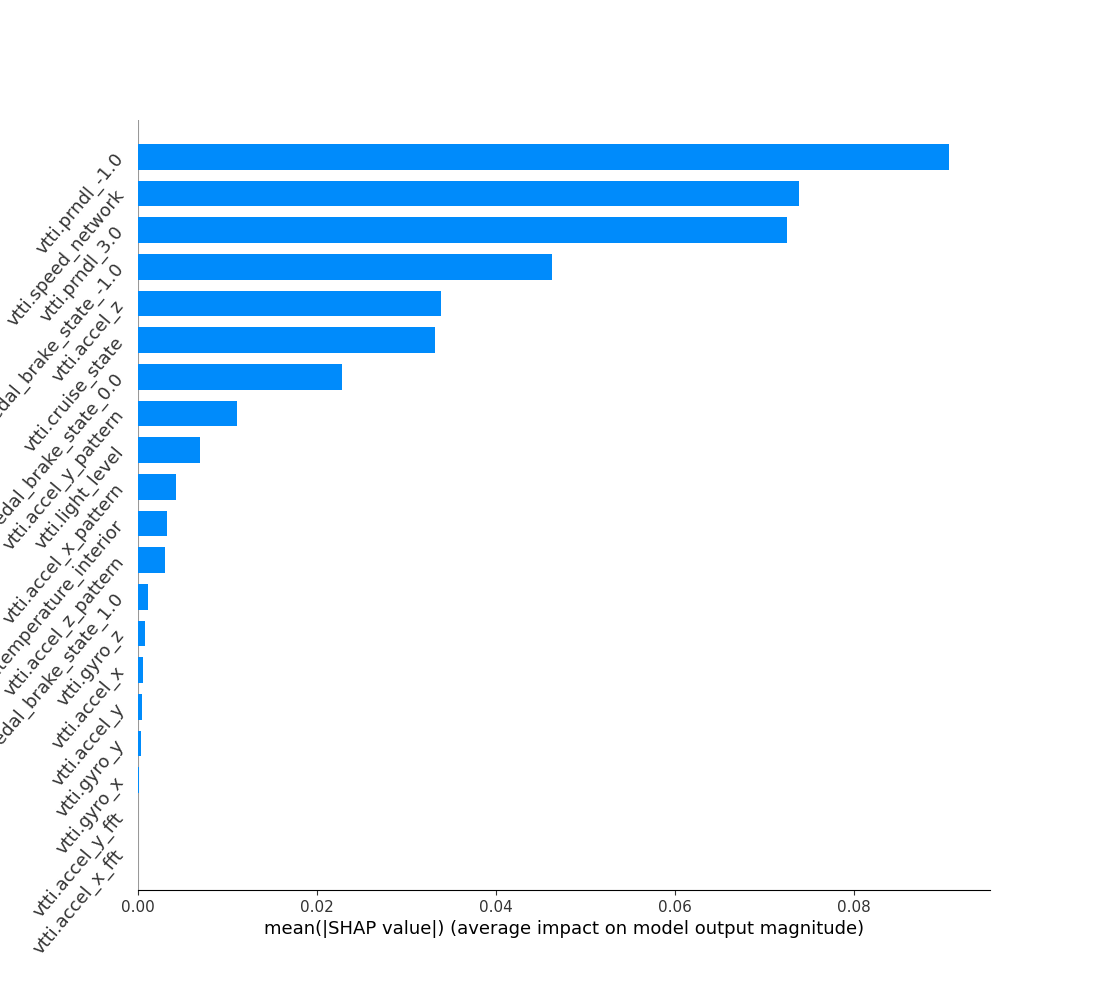 vtti.prndl_-1.0
vtti.speed_network
vtti.prndl_3.0
edal_brake_state_-1.0
vtti.accel_z
vtti.cruise_state
edal_brake_state_0.0
vtti.accel_y_pattern
vtti.light_level
vtti.accel_x_pattern
temperature_interior
vtti.accel_z_pattern
edal_brake_state_1.0
vtti.gyro_z
vtti.accel_x
vtti.accel_y
vtti.gyro_y
vtti.gyro_x
vtti.accel_y_fft
vtti.accel_x_fft
0.00 0.02 0.04 0.06 0.08
mean(|SHAP value|) (average impact on model output magnitude)